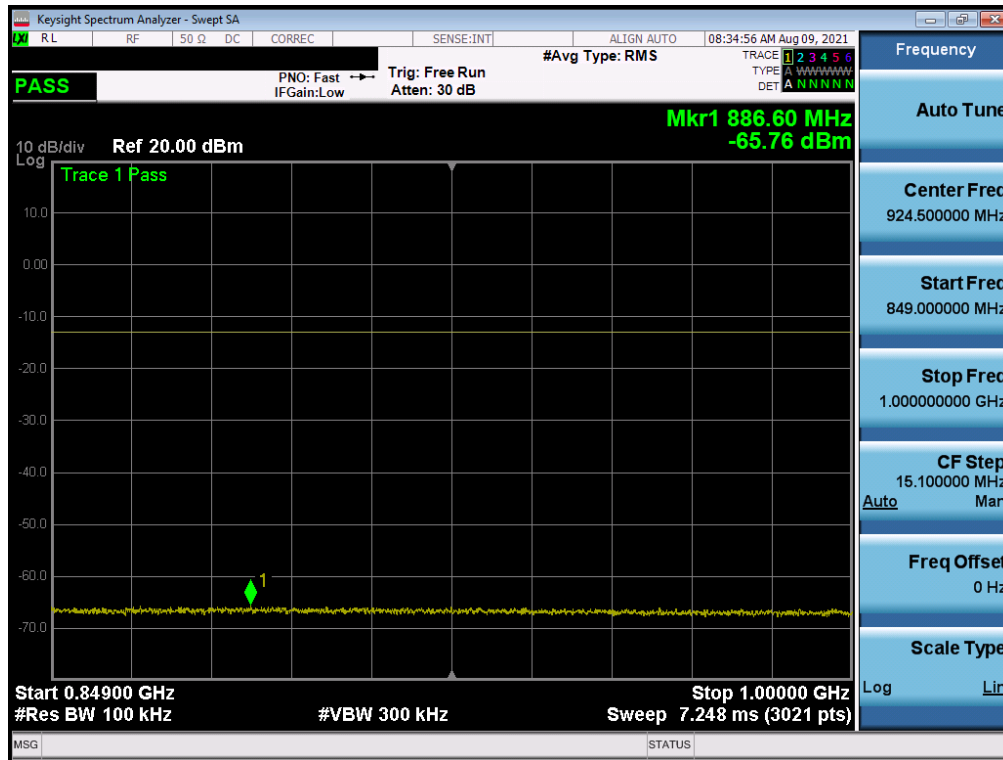 Keysight Spectrum Analyzer - Swept SA
LXI RL RF 50 Ω DC CORREC SENSE:INT ALIGN AUTO 08:34:56 AM Aug 09, 2021
PASS
PNO: Fast
IFGain:Low
Trig: Free Run
Atten: 30 dB
#Avg Type: RMS
TRACE 1 2 3 4 5 6
TYPE A WWWWW
DET A N N N N N
Mkr1 886.60 MHz
-65.76 dBm
10 dB/div Ref 20.00 dBm
Log
Trace 1 Pass
10.0
0.00
-10.0
-20.0
-30.0
-40.0
-50.0
-60.0
-70.0
1
Start 0.84900 GHz Stop 1.00000 GHz
#Res BW 100 kHz #VBW 300 kHz Sweep 7.248 ms (3021 pts)
MSG STATUS
Frequency
Auto Tune
Center Freq
924.500000 MHz
Start Freq
849.000000 MHz
Stop Freq
1.000000000 GHz
CF Step
15.100000 MHz
Auto Man
Freq Offset
0 Hz
Scale Type
Log Lin